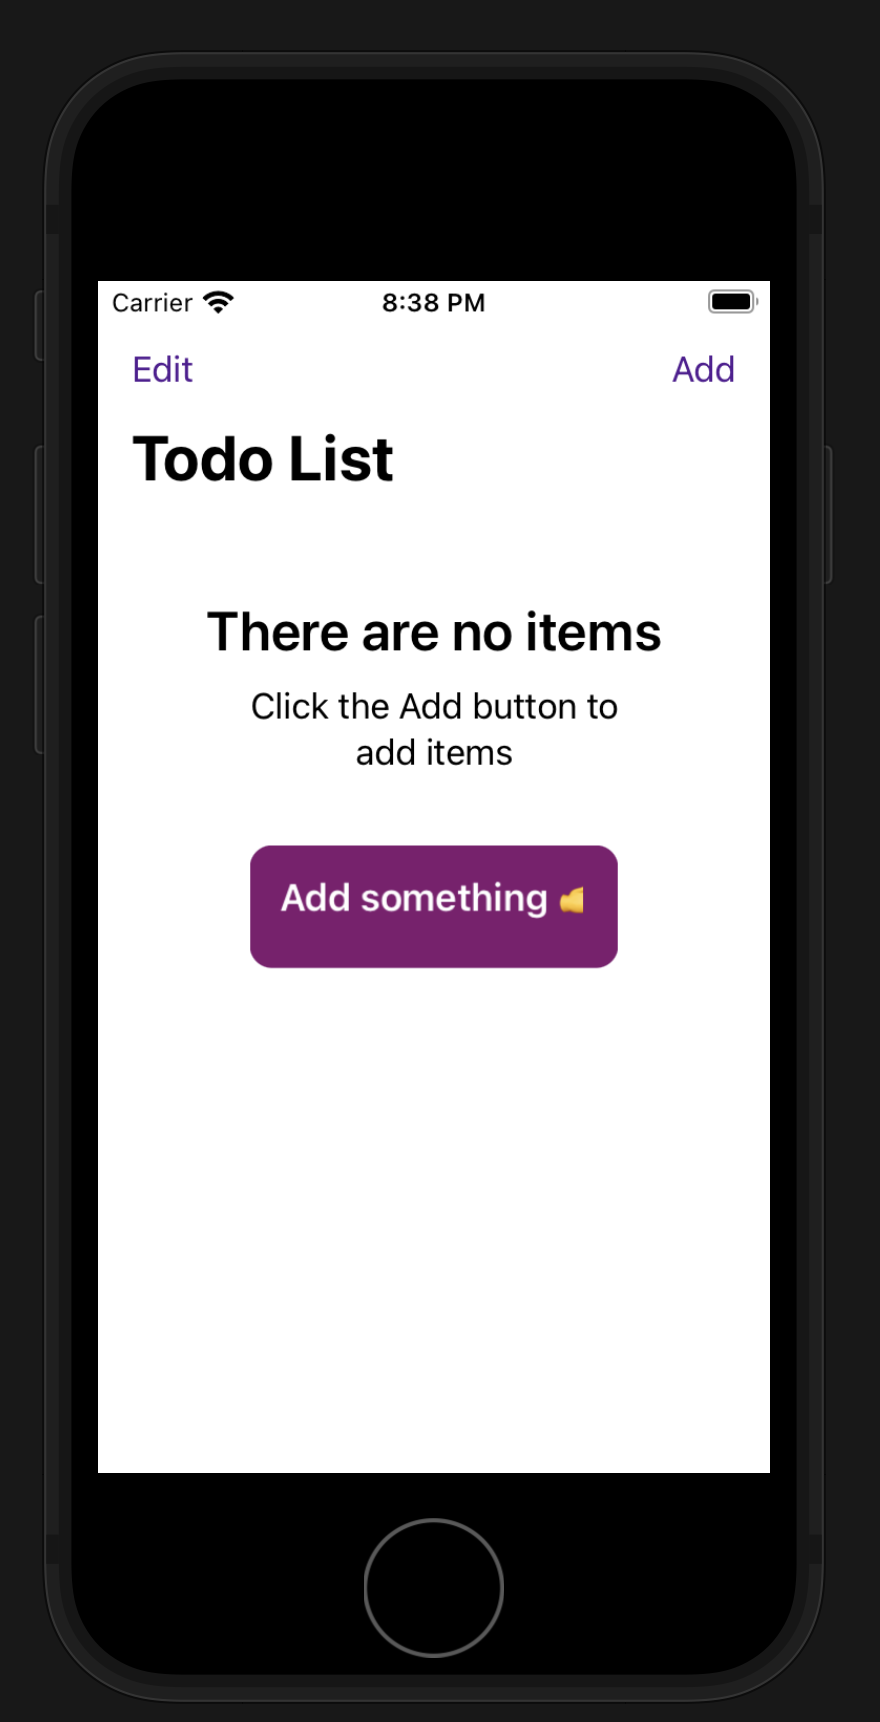 Carrier 8:38 PM
Edit Add
Todo List
There are no items
Click the Add button to
add items
Add something